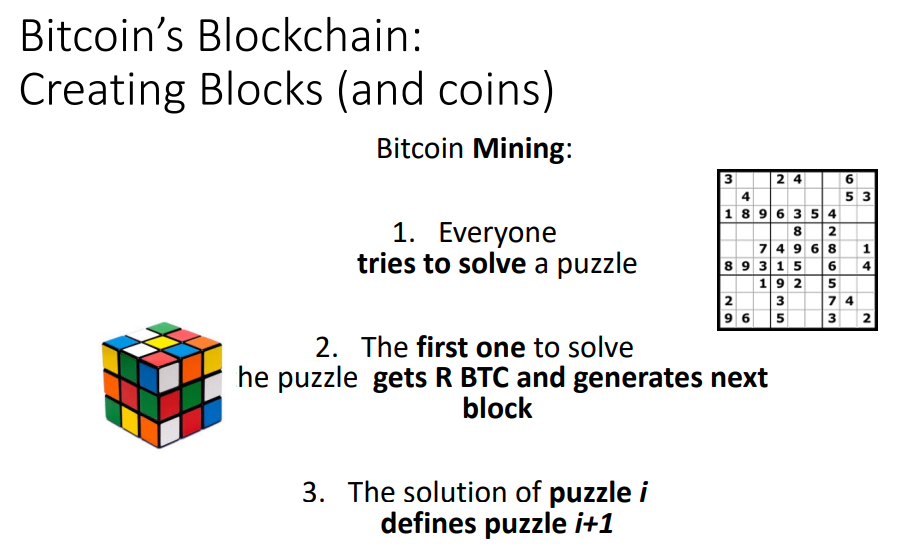 Bitcoin’s Blockchain:
Creating Blocks (and coins)
Bitcoin Mining:
1. Everyone
tries to solve a puzzle
3 2 4 6
4 5 3
1 8 9 6 3 5 4
8 2
7 4 9 6 8 1
8 9 3 1 5 6 4
1 9 2 5
2 3 7 4
9 6 5 3 2
2. The first one to solve
he puzzle gets R BTC and generates next
block
3. The solution of puzzle i
defines puzzle i+1